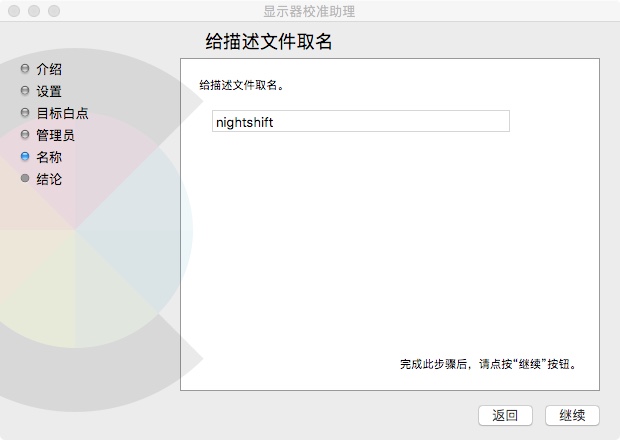 显示器校准助理
给描述文件取名
介绍
设置
目标白点
管理员
名称
结论
给描述文件取名。
nightshift
完成此步骤后，请点按“继续”按钮。
返回
继续